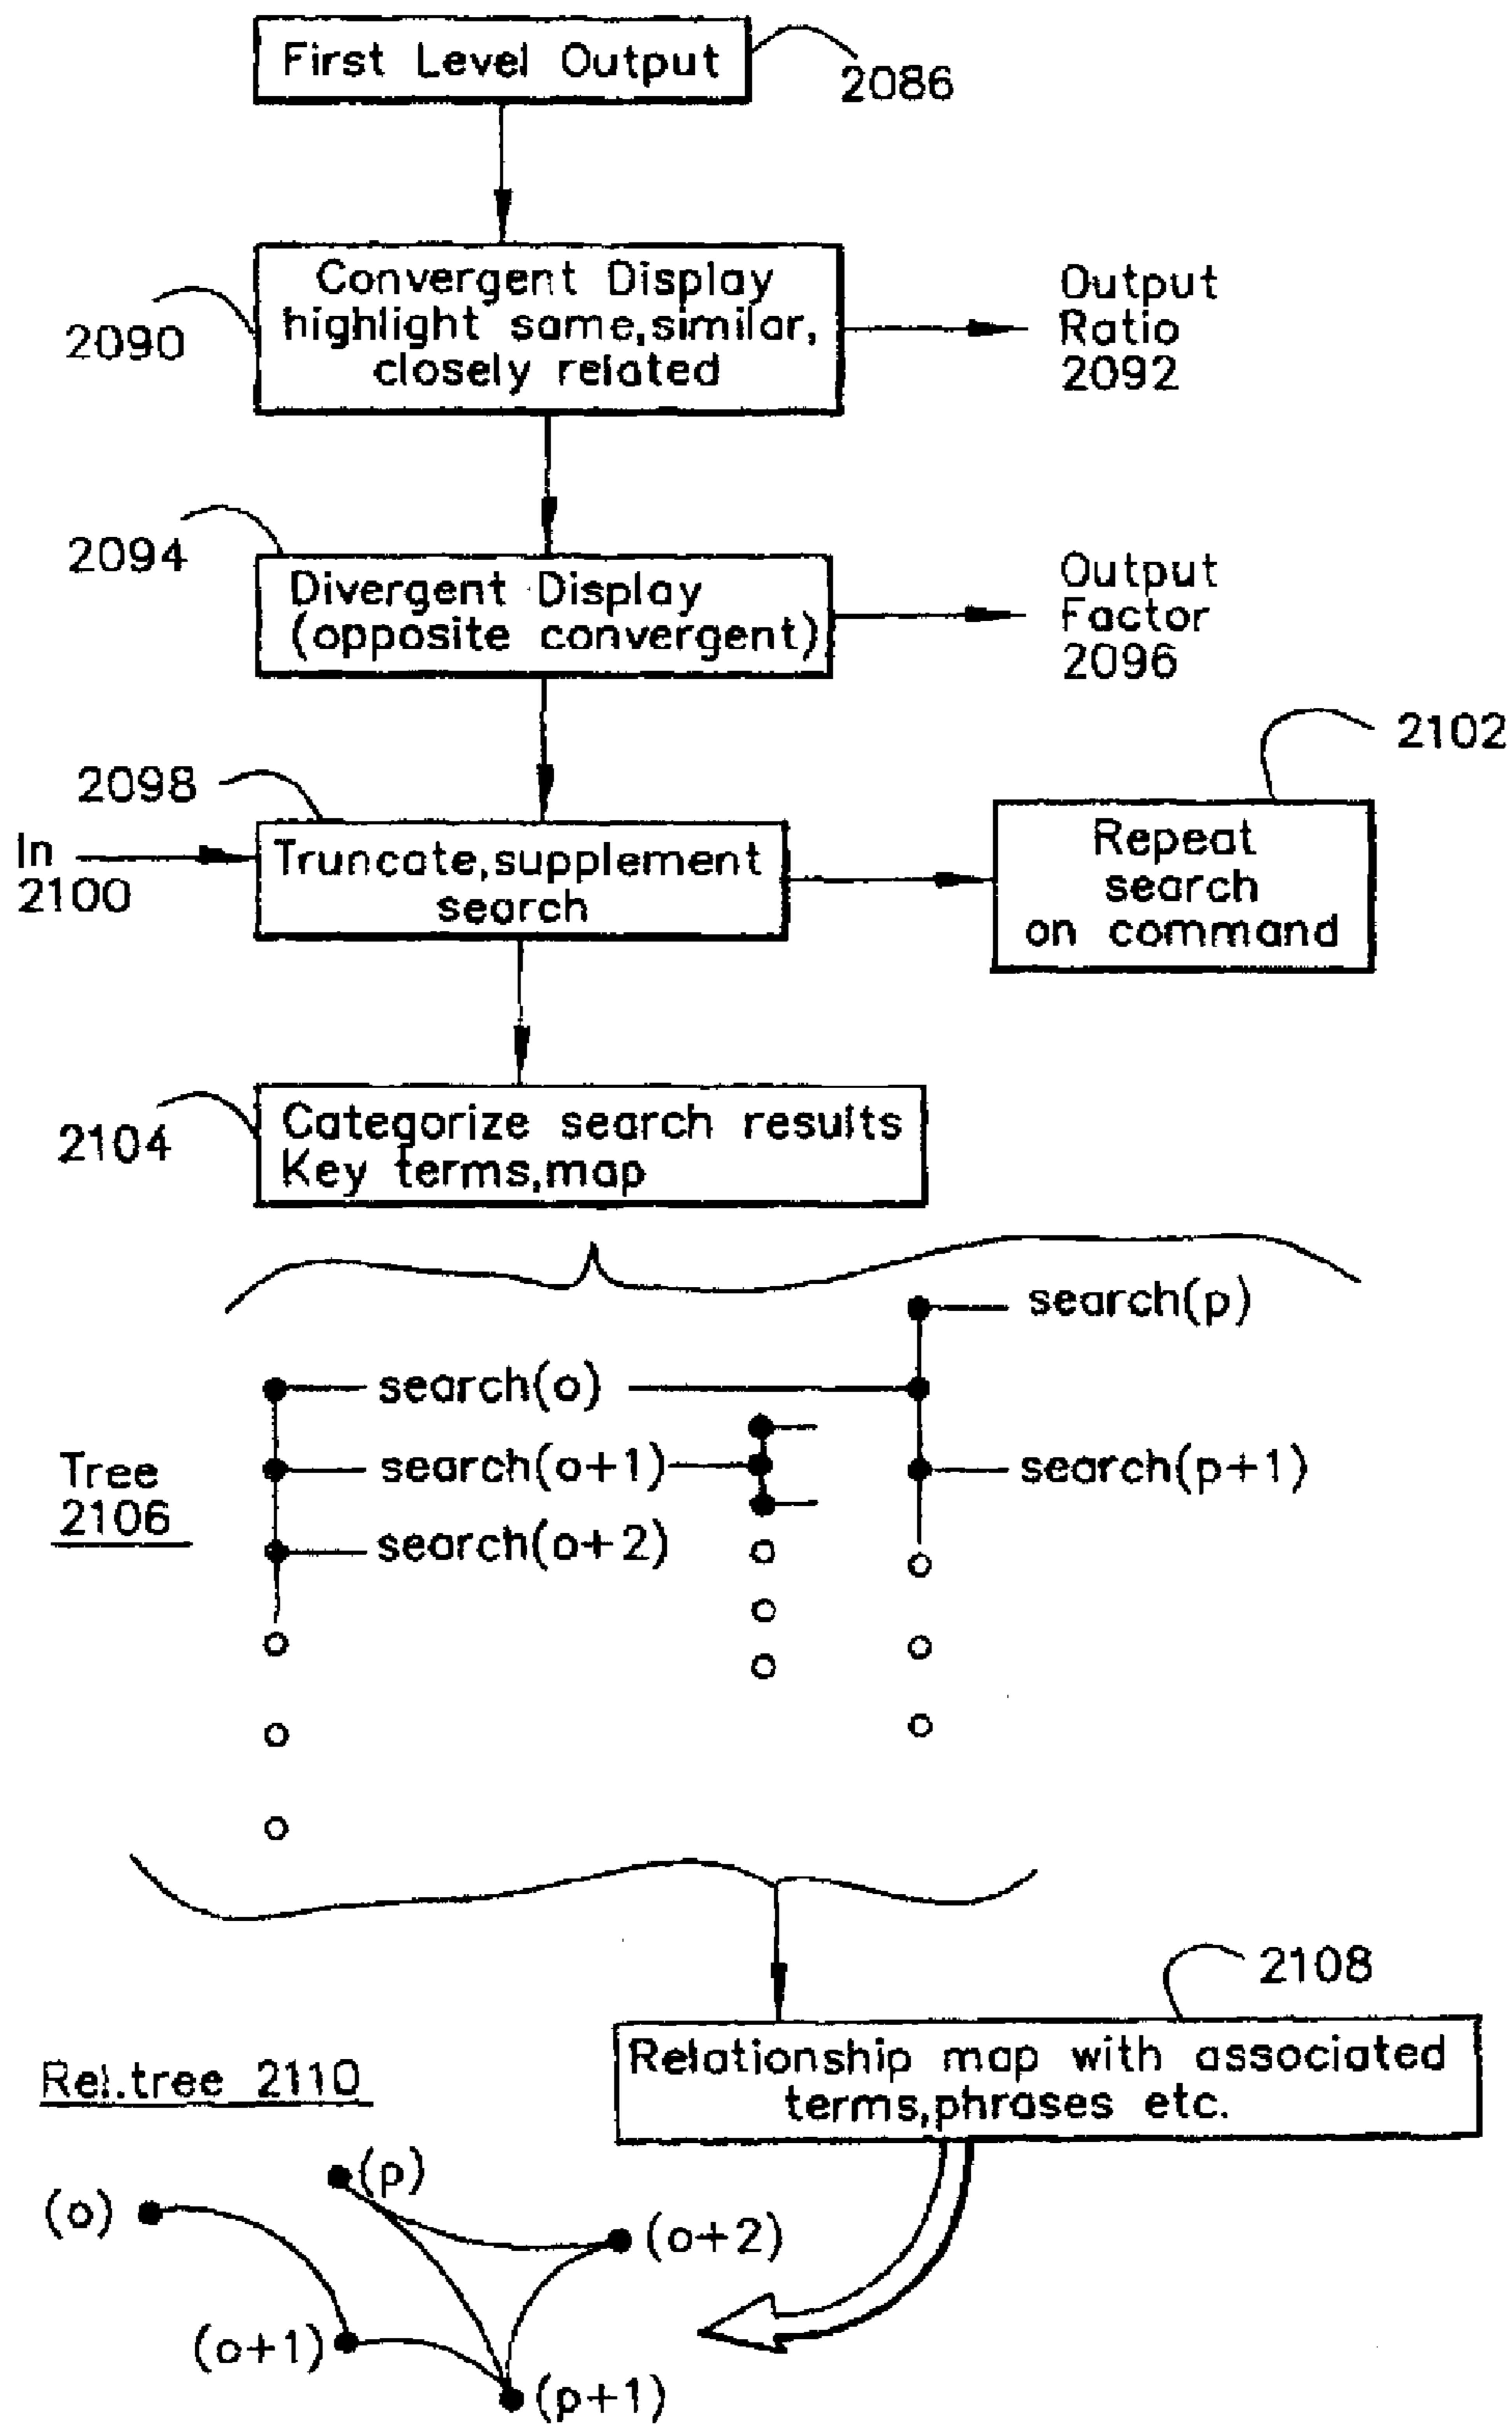 First Level Output
2086
Convergent Display
highlight same,similar,
closely related
2090
Output
Ratio
2092
2094
Divergent Display
(opposite convergent)
Output
Factor
2096
2102
2098
In
2100
Truncate,supplement
search
Repeat
search
on command
2104
Categorize search results
Key terms,map
search(p)
search(o)
search(o+1)
search(p+1)
Tree
2106
search(o+2)
2108
Relationship map with associated
terms,phrases etc.
Rel.tree 2110
(p)
(o)
(o+2)
(o+1)
(p+1)